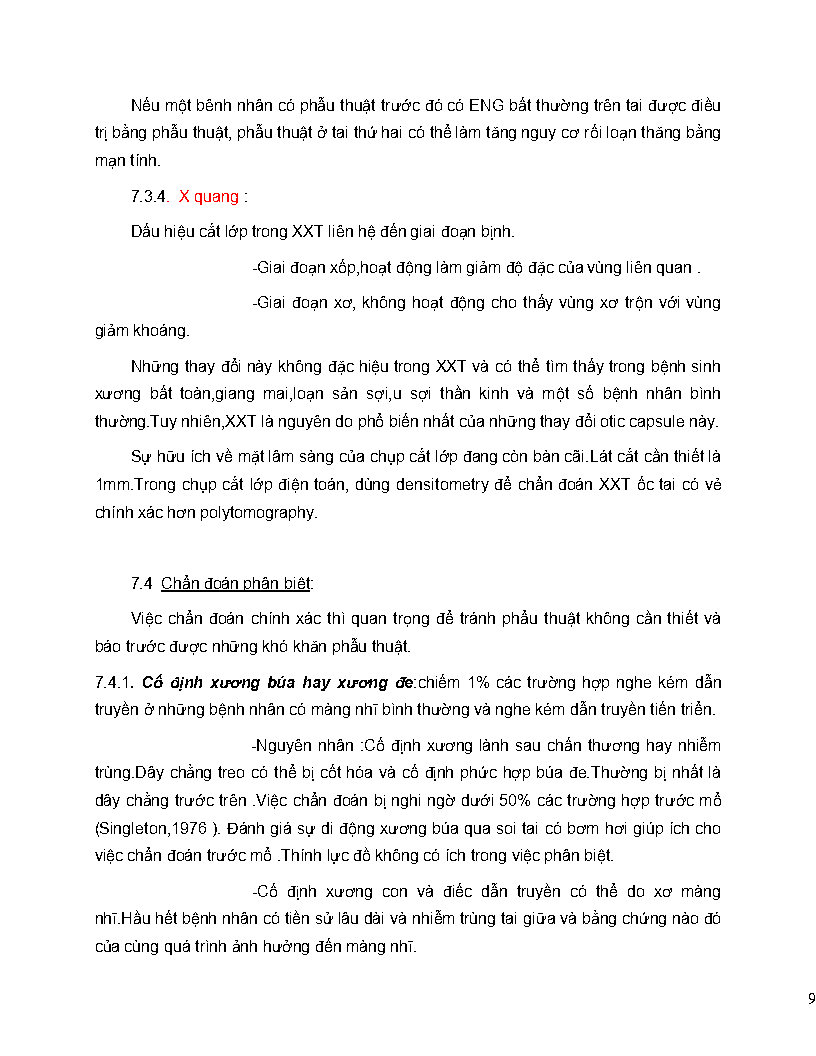 Nếu một bênh nhân có phẫu thuật trước đó có ENG bất thường trên tai được điều
trị bằng phẫu thuật, phẫu thuật ở tai thứ hai có thể làm tăng nguy cơ rối loạn thăng bằng
mạn tính.
7.3.4. X quang :
Dấu hiệu cắt lớp trong XXT liên hệ đến giai đoạn bịnh.
-Giai đoạn xốp,hoạt động làm giảm độ đặc của vùng liên quan .
-Giai đoạn xơ, không hoạt động cho thấy vùng xơ trộn với vùng
giảm khoáng.
Những thay đổi này không đặc hiệu trong XXT và có thể tìm thấy trong bệnh sinh
xương bất toàn,giang mai,loạn sản sợi,u sợi thần kinh và một số bệnh nhân bình
thường.Tuy nhiên,XXT là nguyên do phổ biến nhất của những thay đổi otic capsule này.
Sự hữu ích về mặt lâm sàng của chụp cắt lớp đang còn bàn cãi.Lát cắt cần thiết là
1mm.Trong chụp cắt lớp điện toán, dùng densitometry để chẩn đoán XXT ốc tai có vẻ
chính xác hơn polytomography.
7.4 Chẩn đoán phân biêt:
Việc chẩn đoán chính xác thì quan trọng để tránh phẩu thuật không cần thiết và
báo trước được những khó khăn phẫu thuật.
7.4.1. Cố định xương búa hay xương đe:chiếm 1% các trường hợp nghe kém dẫn
truyền ở những bệnh nhân có màng nhĩ bình thường và nghe kém dẫn truyền tiến triển.
-Nguyên nhân :Cố định xương lành sau chấn thương hay nhiễm
trùng.Dây chằng treo có thể bị cốt hóa và cố định phức hợp búa đe.Thường bị nhất là
dây chằng trước trên .Việc chẩn đoán bị nghi ngờ dưới 50% các trường hợp trước mổ
(Singleton,1976 ). Đánh giá sự di động xương búa qua soi tai có bơm hơi giúp ích cho
việc chẩn đoán trước mổ .Thính lực đồ không có ích trong việc phân biệt.
-Cố định xương con và điếc dẫn truyền có thể do xơ màng
nhĩ.Hầu hết bệnh nhân có tiền sử lâu dài và nhiễm trùng tai giữa và bằng chứng nào đó
của cùng quá trình ảnh hưởng đến màng nhĩ.
9